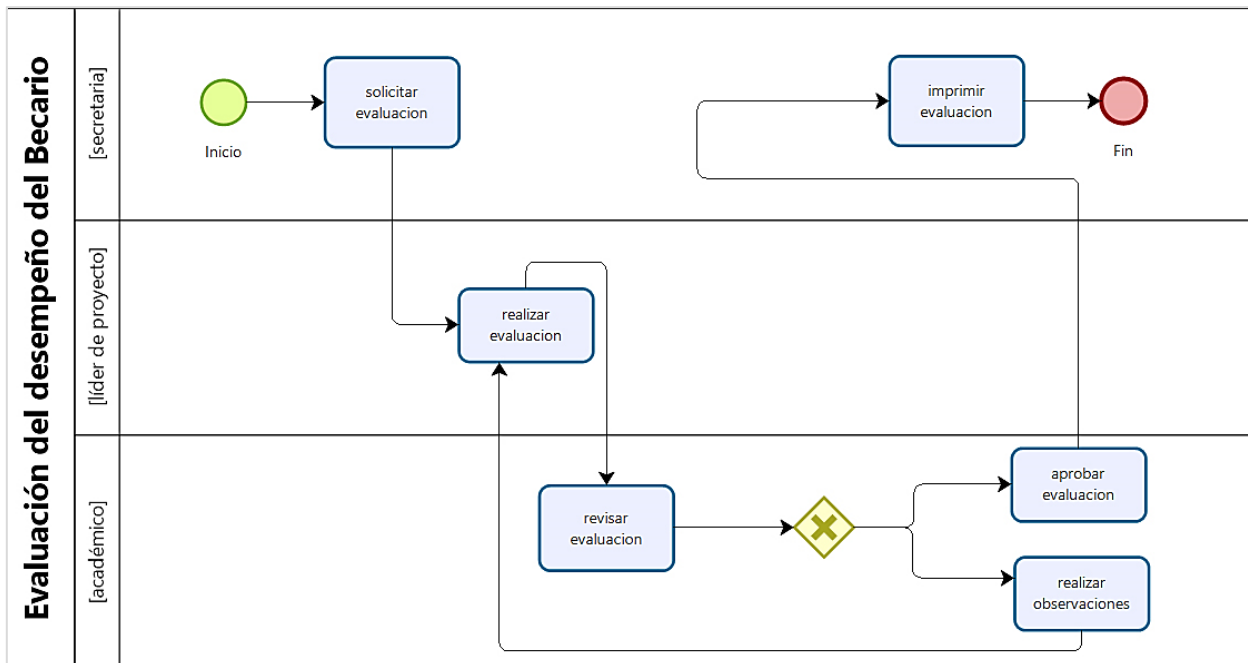 Evaluación del desempeño del Becario
[secretaria]
Inicio
solicitar
evaluacion
imprimir
evaluacion
Fin
[líder de proyecto]
realizar
evaluacion
[académico]
revisar
evaluacion
aprobar
evaluacion
realizar
observaciones